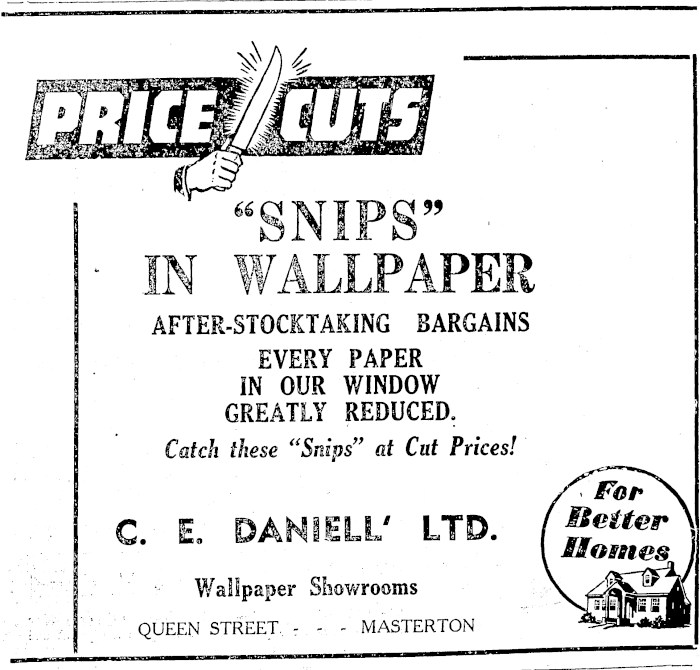 PRICE CUTS
“SNIPS”
IN WALLPAPER
AFTER-STOCKTAKING BARGAINS
EVERY PAPER
IN OUR WINDOW
GREATLY REDUCED.
Catch these “Snips” at Cut Prices!
C. E. DANIELL' LTD.
Wallpaper Showrooms
QUEEN STREET. - - - MASTERTON
For
Better
Homes